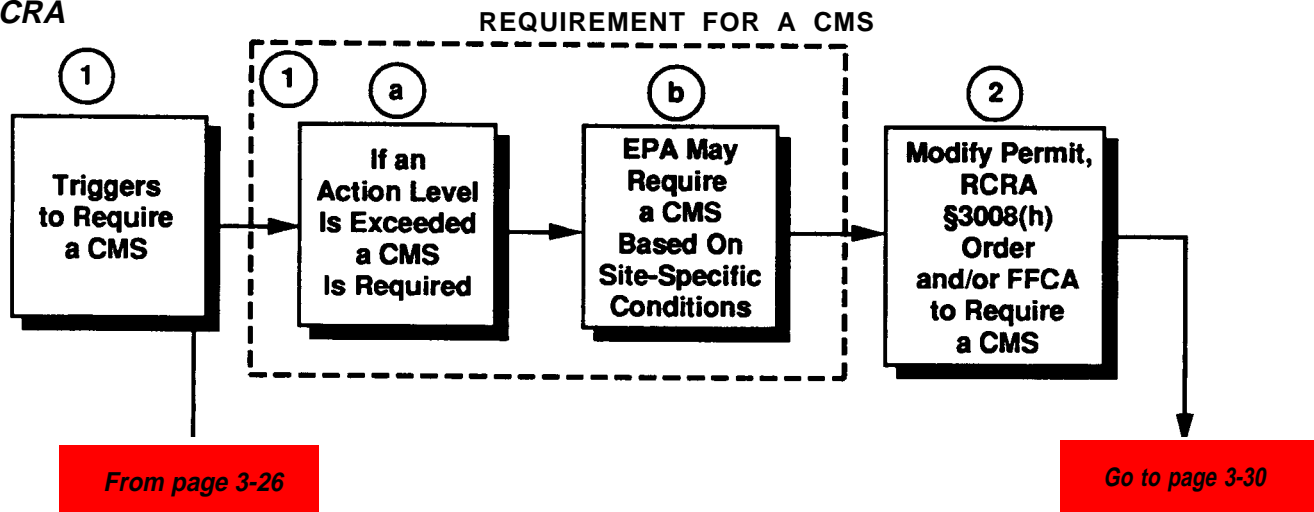 CRA
REQUIREMENT FOR A CMS
1
Triggers
to Require
a CMS
1
a
If an
Action Level
Is Exceeded
a CMS
Is Required
b
EPA May
Require
a CMS
Based On
Site-Specific
Conditions
2
Modify Permit,
RCRA
§3008(h)
Order
and/or FFCA
to Require
a CMS
From page 3-26
Go to page 3-30